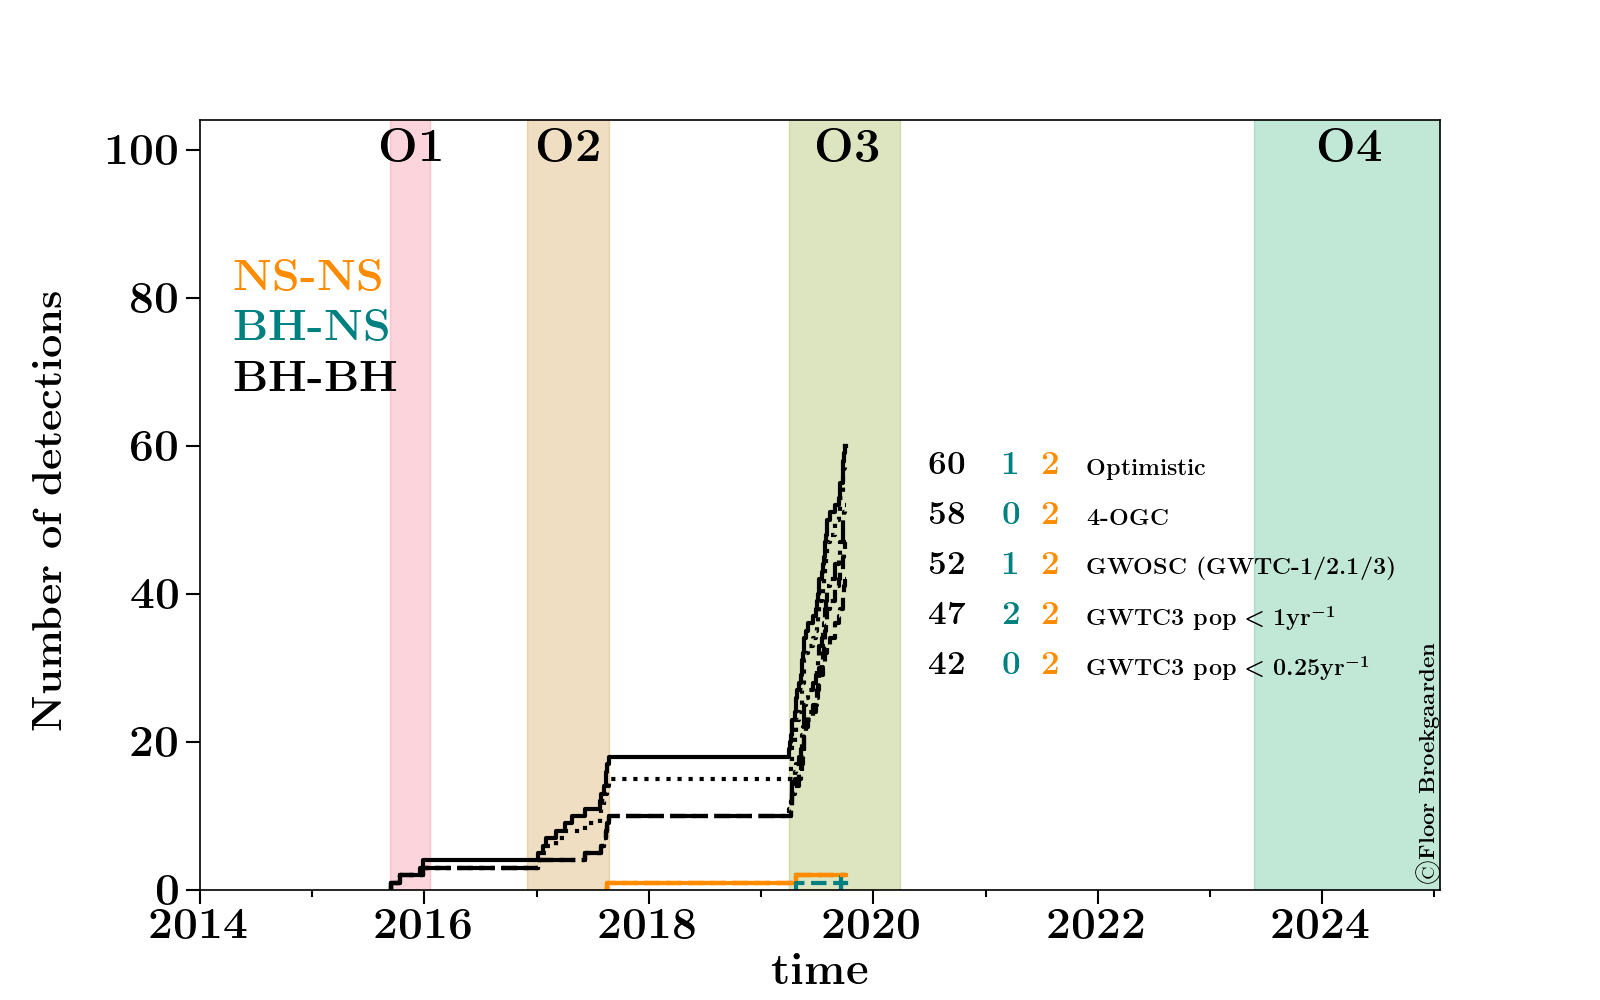 O1 O2 O3 O4
100
80
60
40
20
0
Number of detections
NS-NS
BH-NS
BH-BH
60 1 2 Optimistic
58 0 2 4-OGC
52 1 2 GWOSC (GWTC-1/2.1/3)
47 2 2 GWTC3 pop < 1yr⁻¹
42 0 2 GWTC3 pop < 0.25yr⁻¹
©Floor Broekgaarden
2014 2016 2018 2020 2022 2024
time